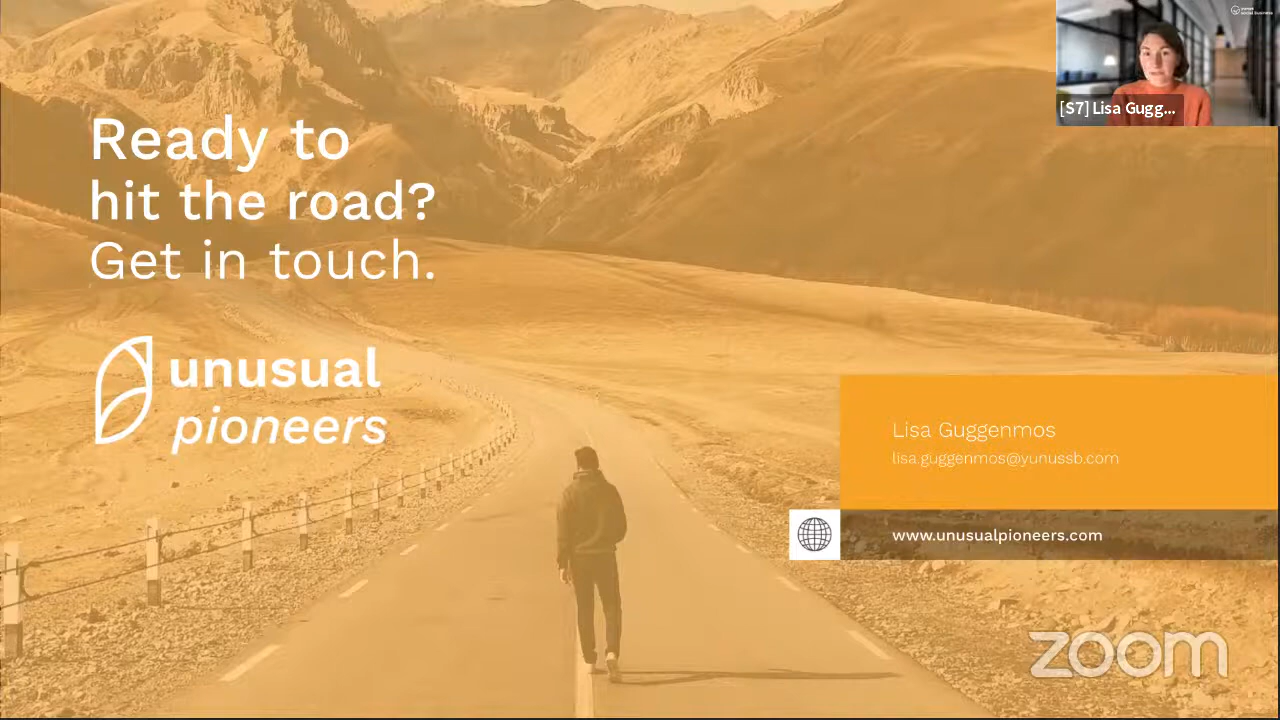 Ready to
hit the road?
Get in touch.
unusual
pioneers
[S7] Lisa Gugg...
Lisa Guggenmos
lisa.guggenmos@yunussb.com
www.unusualpioneers.com
zoom